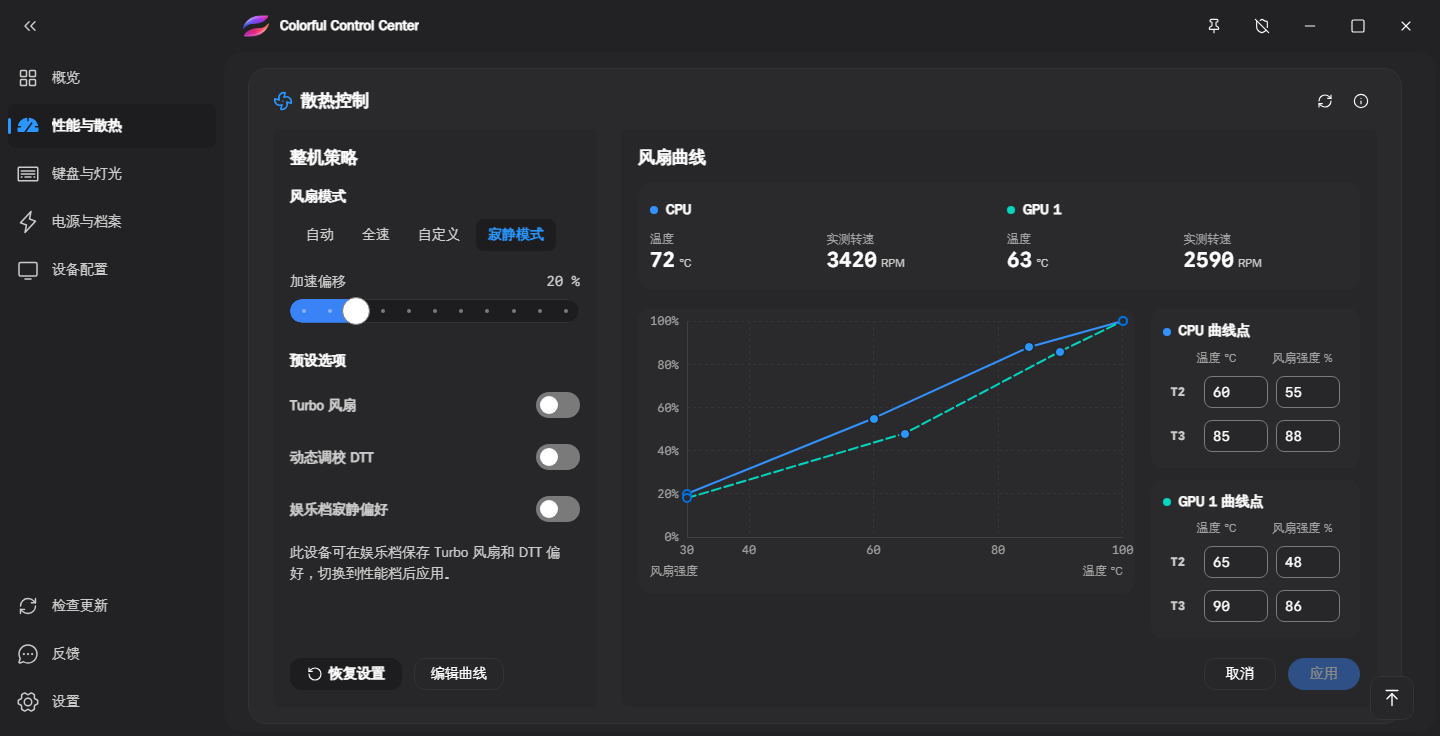 Colorful Control Center
概览
性能与散热
键盘与灯光
电源与档案
设备配置
检查更新
反馈
设置
散热控制
整机策略
风扇模式
自动 全速 自定义 寂静模式
加速偏移 20 %
预设选项
Turbo 风扇
动态调校 DTT
娱乐档寂静偏好
此设备可在娱乐档保存 Turbo 风扇和 DTT 偏
好，切换到性能档后应用。
恢复设置 编辑曲线
风扇曲线
CPU
温度 实测转速
72 °C 3420 RPM
GPU 1
温度 实测转速
63 °C 2590 RPM
100%
80%
60%
40%
20%
0%
30 40 60 80 100
风扇强度 温度 °C
CPU 曲线点
温度 °C 风扇强度 %
T2 60 55
T3 85 88
GPU 1 曲线点
温度 °C 风扇强度 %
T2 65 48
T3 90 86
取消 应用